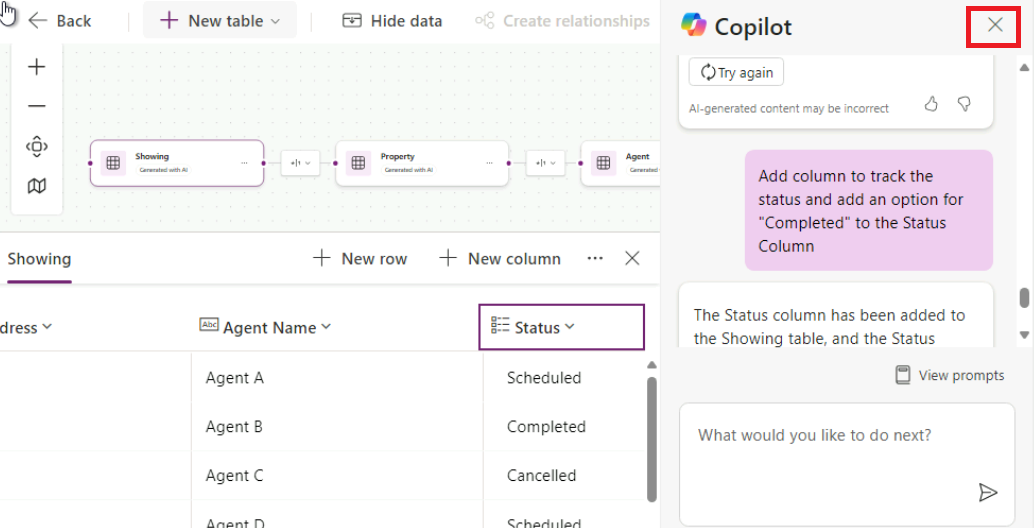 Back
New table
Hide data
Create relationships
Copilot
Try again
AI-generated content may be incorrect
Showing
Generated with AI
Property
Generated with AI
Agent
Generated with
Add column to track the
status and add an option for
"Completed" to the Status
Column
Showing
New row
New column
The Status column has been added to
the Showing table, and the Status
dress
Abc Agent Name
Status
Agent A
Scheduled
Agent B
Completed
Agent C
Cancelled
Agent D
Scheduled
View prompts
What would you like to do next?